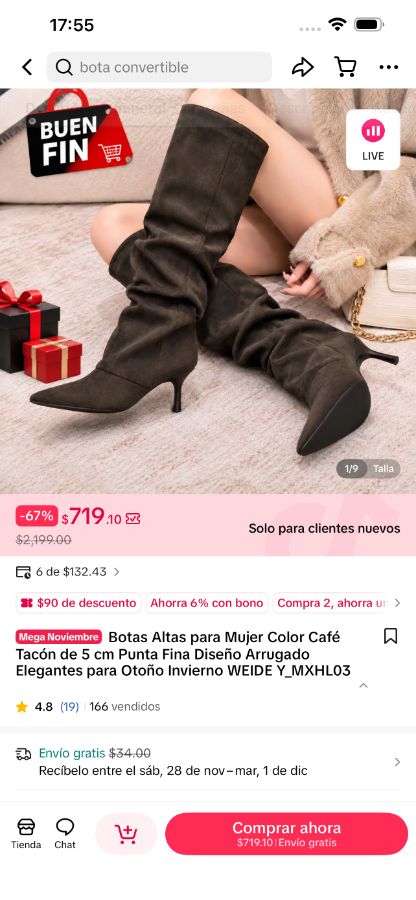 17:55
bota convertible
BUEN
FIN
LIVE
1/9 Talla
-67% $719.10
Solo para clientes nuevos
$2,199.00
6 de $132.43
$90 de descuento Ahorra 6% con bono Compra 2, ahorra un
Mega Noviembre Botas Altas para Mujer Color Café
Tacón de 5 cm Punta Fina Diseño Arrugado
Elegantes para Otoño Invierno WEIDE Y_MXHL03
4.8 (19) 166 vendidos
Envío gratis $34.00
Recíbelo entre el sáb, 28 de nov–mar, 1 de dic
Tienda
Chat
Comprar ahora
$719.10 | Envío gratis